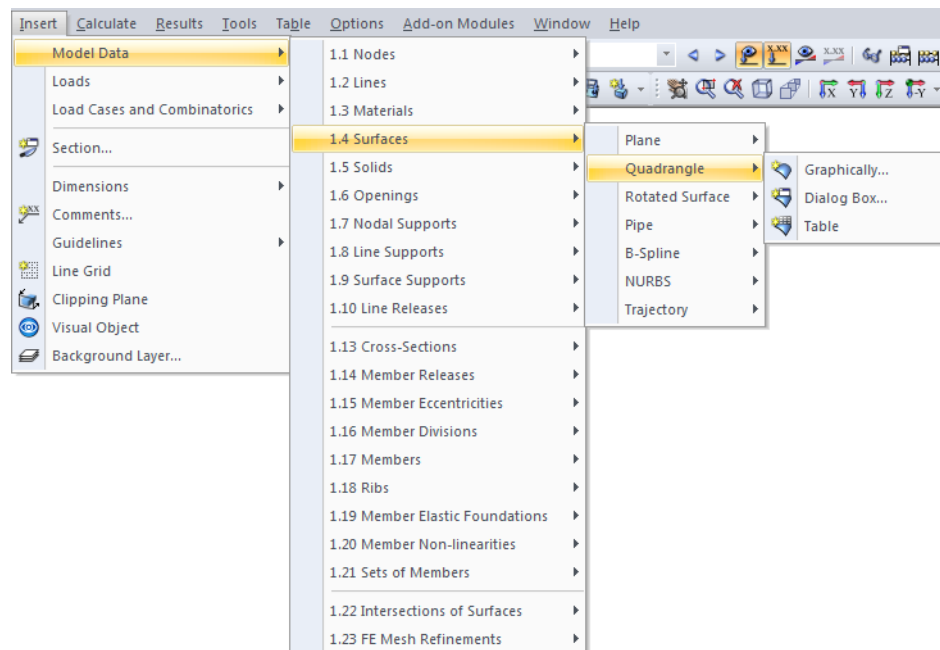 Insert Calculate Results Tools Table Options Add-on Modules Window Help
Model Data
Loads
Load Cases and Combinatorics
Section...
Dimensions
Comments...
Guidelines
Line Grid
Clipping Plane
Visual Object
Background Layer...
1.1 Nodes
1.2 Lines
1.3 Materials
1.4 Surfaces
1.5 Solids
1.6 Openings
1.7 Nodal Supports
1.8 Line Supports
1.9 Surface Supports
1.10 Line Releases
1.13 Cross-Sections
1.14 Member Releases
1.15 Member Eccentricities
1.16 Member Divisions
1.17 Members
1.18 Ribs
1.19 Member Elastic Foundations
1.20 Member Non-linearities
1.21 Sets of Members
1.22 Intersections of Surfaces
1.23 FE Mesh Refinements
Plane
Quadrangle
Rotated Surface
Pipe
B-Spline
NURBS
Trajectory
Graphically...
Dialog Box...
Table